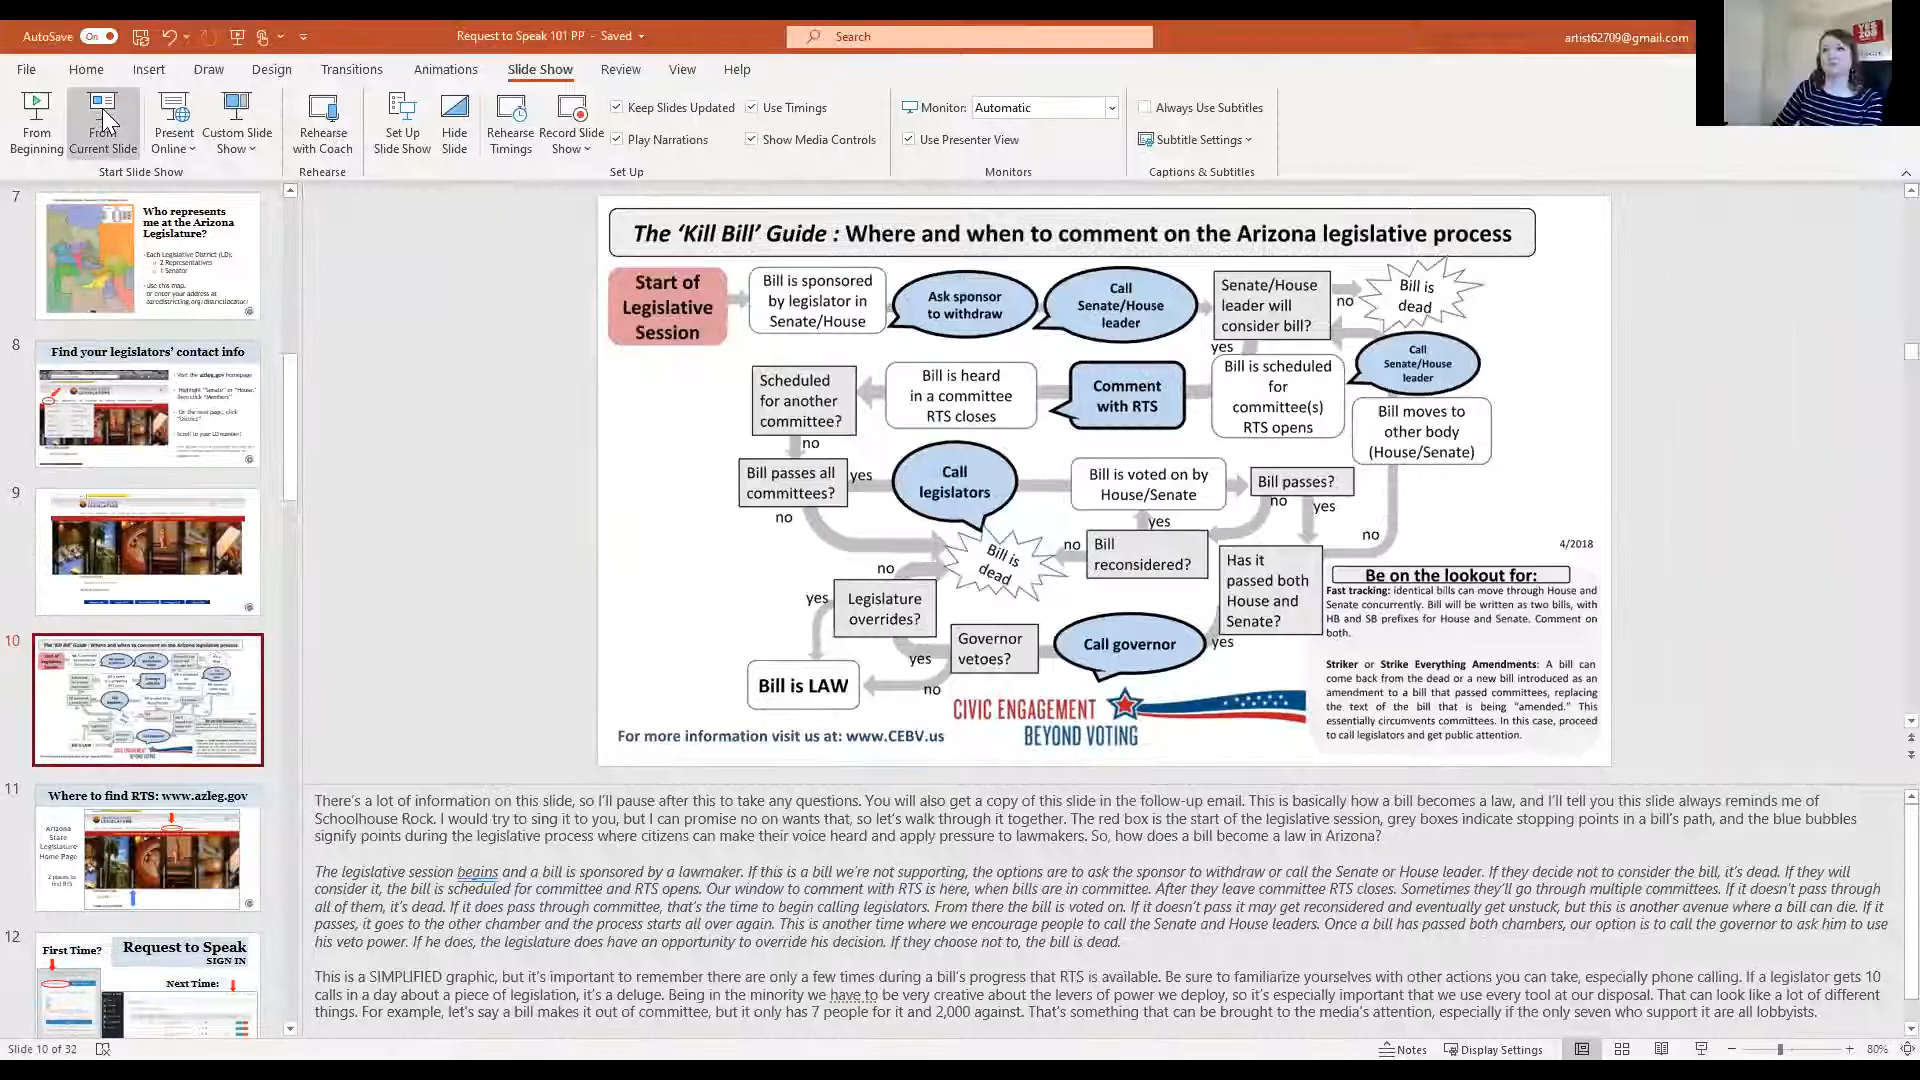 AutoSave On
Request to Speak 101 PP - Saved
Search
artist62709@gmail.com
File Home Insert Draw Design Transitions Animations Slide Show Review View Help
From Beginning
From Current Slide
Present Online
Custom Slide Show
Start Slide Show
Rehearse with Coach
Rehearse
Set Up Slide Show
Hide Slide
Rehearse Timings
Record Slide Show
Keep Slides Updated
Use Timings
Play Narrations
Show Media Controls
Set Up
Monitor: Automatic
Use Presenter View
Monitors
Always Use Subtitles
Subtitle Settings
Captions & Subtitles
7
Who represents
me at the Arizona
Legislature?
Each Legislative District (LD):
2 Representatives
1 Senator
8
Find your legislators' contact info
9
10
11
Where to find RTS: www.azleg.gov
Arizona
State
Legislature
Home Page
2 places to
find RTS
12
First Time?
Request to Speak
SIGN IN
Next Time:
The 'Kill Bill' Guide : Where and when to comment on the Arizona legislative process
Start of
Legislative
Session
Bill is sponsored
by legislator in
Senate/House
Ask sponsor
to withdraw
Call
Senate/House
leader
Senate/House
leader will
consider bill?
no
Bill is
dead
yes
Call
Senate/House
leader
Scheduled
for another
committee?
Bill is heard
in a committee
RTS closes
Comment
with RTS
Bill is scheduled
for
committee(s)
RTS opens
Bill moves to
other body
(House/Senate)
no
Bill passes all
committees?
yes
Call
legislators
Bill is voted on by
House/Senate
Bill passes?
no
no
yes
yes
no
Bill is
dead
no
Bill
reconsidered?
Has it
passed both
House and
Senate?
4/2018
no
yes
Legislature
overrides?
Governor
vetoes?
Call governor
yes
yes
Bill is LAW
no
CIVIC ENGAGEMENT
BEYOND VOTING
For more information visit us at: www.CEBV.us
Be on the lookout for:
Fast tracking: identical bills can move through House and
Senate concurrently. Bill will be written as two bills, with
HB and SB prefixes for House and Senate. Comment on
both.
Striker or Strike Everything Amendments: A bill can
come back from the dead or a new bill introduced as an
amendment to a bill that passed committees, replacing
the text of the bill that is being "amended." This
essentially circumvents committees. In this case, proceed
to call legislators and get public attention.
There's a lot of information on this slide, so I'll pause after this to take any questions. You will also get a copy of this slide in the follow-up email. This is basically how a bill becomes a law, and I'll tell you this slide always reminds me of
Schoolhouse Rock. I would try to sing it to you, but I can promise no on wants that, so let's walk through it together. The red box is the start of the legislative session, grey boxes indicate stopping points in a bill's path, and the blue bubbles
signify points during the legislative process where citizens can make their voice heard and apply pressure to lawmakers. So, how does a bill become a law in Arizona?
The legislative session begins and a bill is sponsored by a lawmaker. If this is a bill we're not supporting, the options are to ask the sponsor to withdraw or call the Senate or House leader. If they decide not to consider the bill, it's dead. If they will
consider it, the bill is scheduled for committee and RTS opens. Our window to comment with RTS is here, when bills are in committee. After they leave committee RTS closes. Sometimes they'll go through multiple committees. If it doesn't pass through
all of them, it's dead. If it does pass through committee, that's the time to begin calling legislators. From there the bill is voted on. If it doesn't pass it may get reconsidered and eventually get unstuck, but this is another avenue where a bill can die. If it
passes, it goes to the other chamber and the process starts all over again. This is another time where we encourage people to call the Senate and House leaders. Once a bill has passed both chambers, our option is to call the governor to ask him to use
his veto power. If he does, the legislature does have an opportunity to override his decision. If they choose not to, the bill is dead.
This is a SIMPLIFIED graphic, but it's important to remember there are only a few times during a bill's progress that RTS is available. Be sure to familiarize yourselves with other actions you can take, especially phone calling. If a legislator gets 10
calls in a day about a piece of legislation, it's a deluge. Being in the minority we have to be very creative about the levers of power we deploy, so it's especially important that we use every tool at our disposal. That can look like a lot of different
things. For example, let's say a bill makes it out of committee, but it only has 7 people for it and 2,000 against. That's something that can be brought to the media's attention, especially if the only seven who support it are all lobbyists.
Slide 10 of 32
Notes
Display Settings
80%